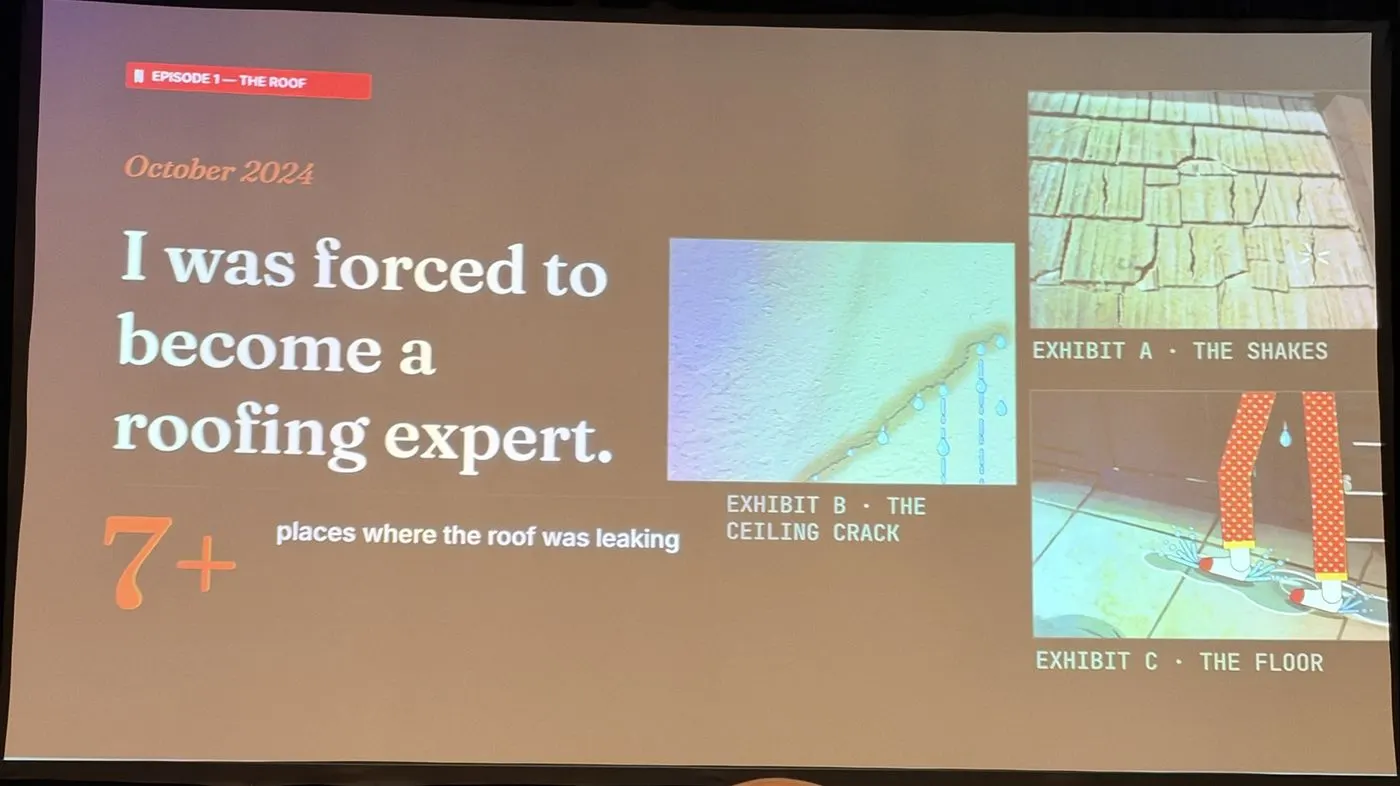 EPISODE 1 — THE ROOF
October 2024
I was forced to
become a
roofing expert.
7+
places where the roof was leaking
EXHIBIT A · THE SHAKES
EXHIBIT B · THE
CEILING CRACK
EXHIBIT C · THE FLOOR